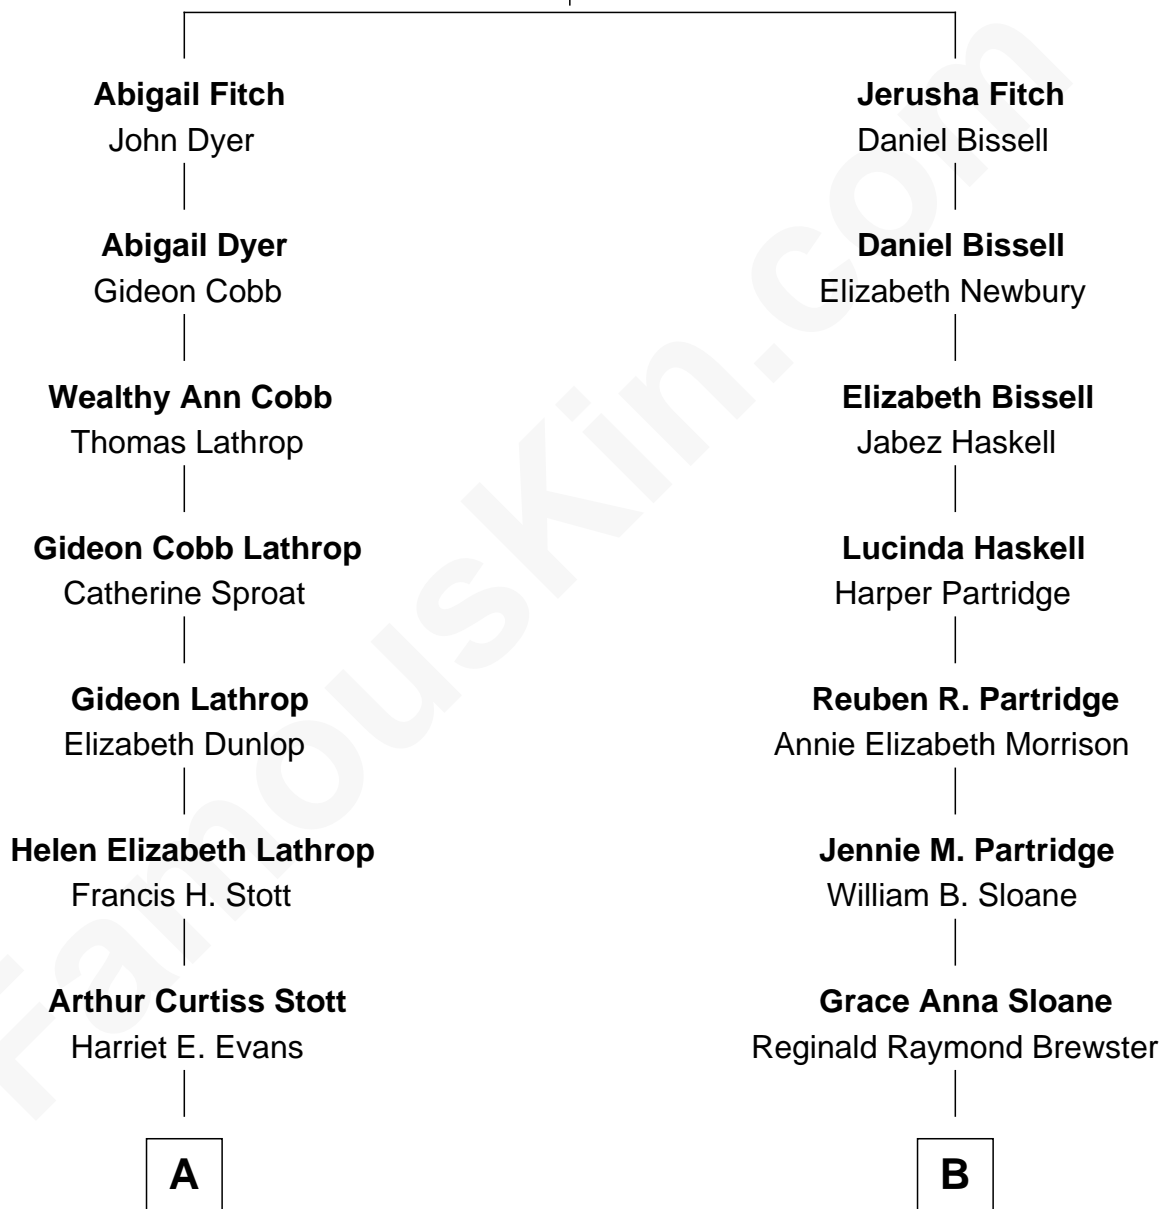 Abigail Fitch
John Dyer
Abigail Dyer
Gideon Cobb
Wealthy Ann Cobb
Thomas Lathrop
Gideon Cobb Lathrop
Catherine Sproat
Gideon Lathrop
Elizabeth Dunlop
Helen Elizabeth Lathrop
Francis H. Stott
Arthur Curtiss Stott
Harriet E. Evans
A
Jerusha Fitch
Daniel Bissell
Daniel Bissell
Elizabeth Newbury
Elizabeth Bissell
Jabez Haskell
Lucinda Haskell
Harper Partridge
Reuben R. Partridge
Annie Elizabeth Morrison
Jennie M. Partridge
William B. Sloane
Grace Anna Sloane
Reginald Raymond Brewster
B
FamousKin.com